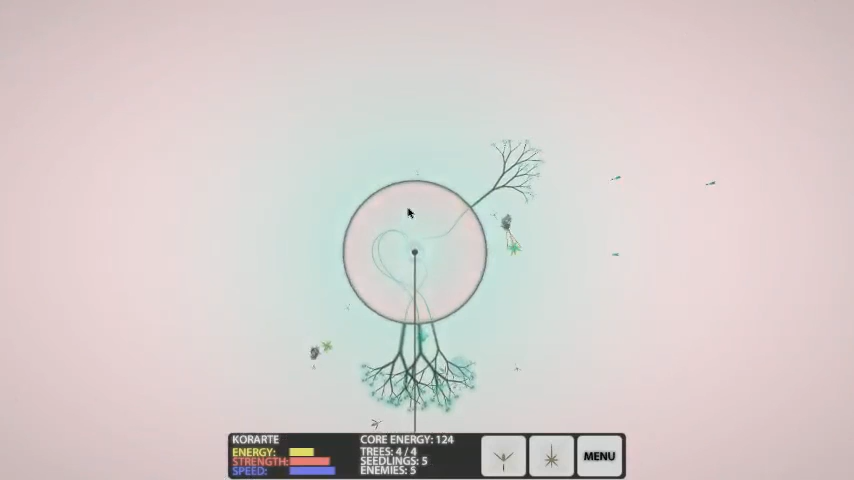 KORARTE
ENERGY:
STRENGTH:
SPEED:
CORE ENERGY: 124
TREES: 4 / 4
SEEDLINGS: 5
ENEMIES: 5
MENU